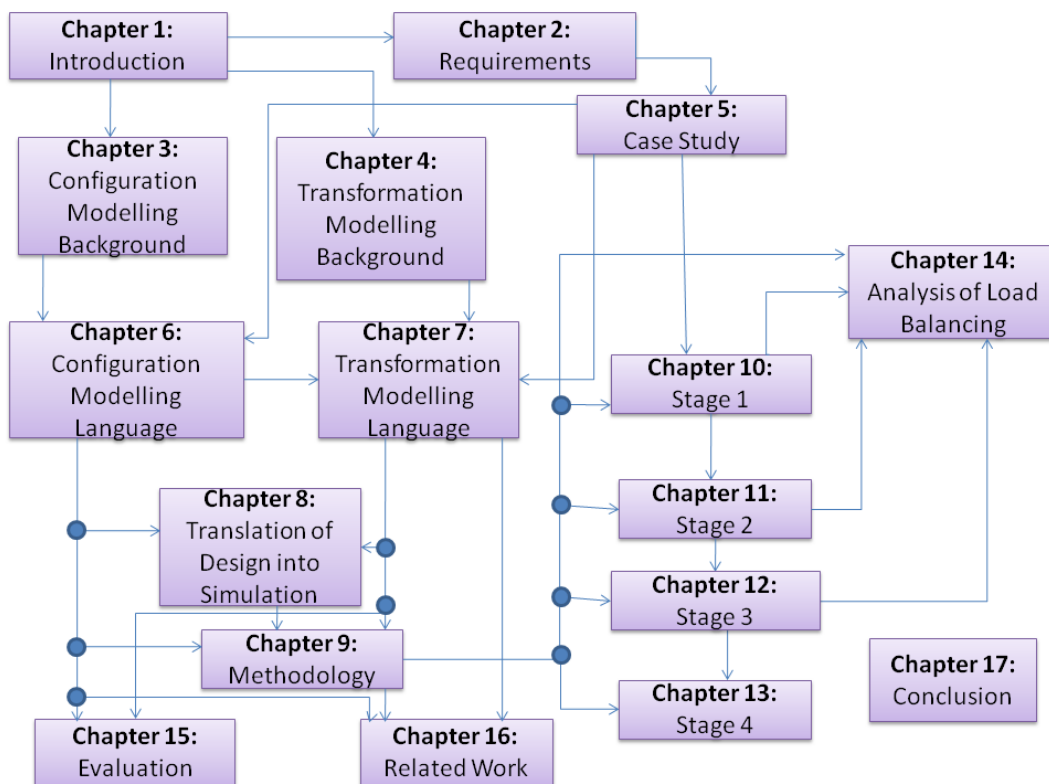 Chapter 1:
Introduction
Chapter 2:
Requirements
Chapter 3:
Configuration
Modelling
Background
Chapter 4:
Transformation
Modelling
Background
Chapter 5:
Case Study
Chapter 6:
Configuration
Modelling
Language
Chapter 7:
Transformation
Modelling
Language
Chapter 8:
Translation of
Design into
Simulation
Chapter 9:
Methodology
Chapter 10:
Stage 1
Chapter 11:
Stage 2
Chapter 12:
Stage 3
Chapter 13:
Stage 4
Chapter 14:
Analysis of Load
Balancing
Chapter 15:
Evaluation
Chapter 16:
Related Work
Chapter 17:
Conclusion